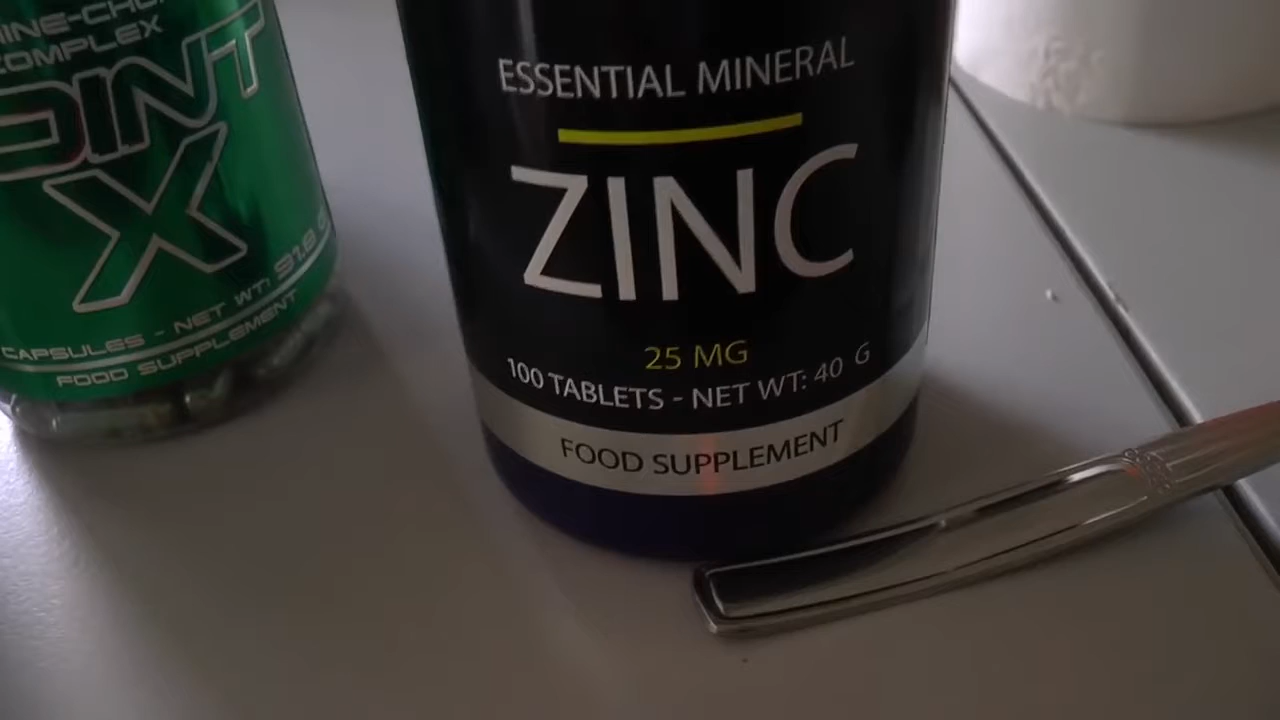 COMPLEX
X
CAPSULES - NET WT: 91.8 G
FOOD SUPPLEMENT
ESSENTIAL MINERAL
ZINC
25 MG
100 TABLETS - NET WT: 40 G
FOOD SUPPLEMENT